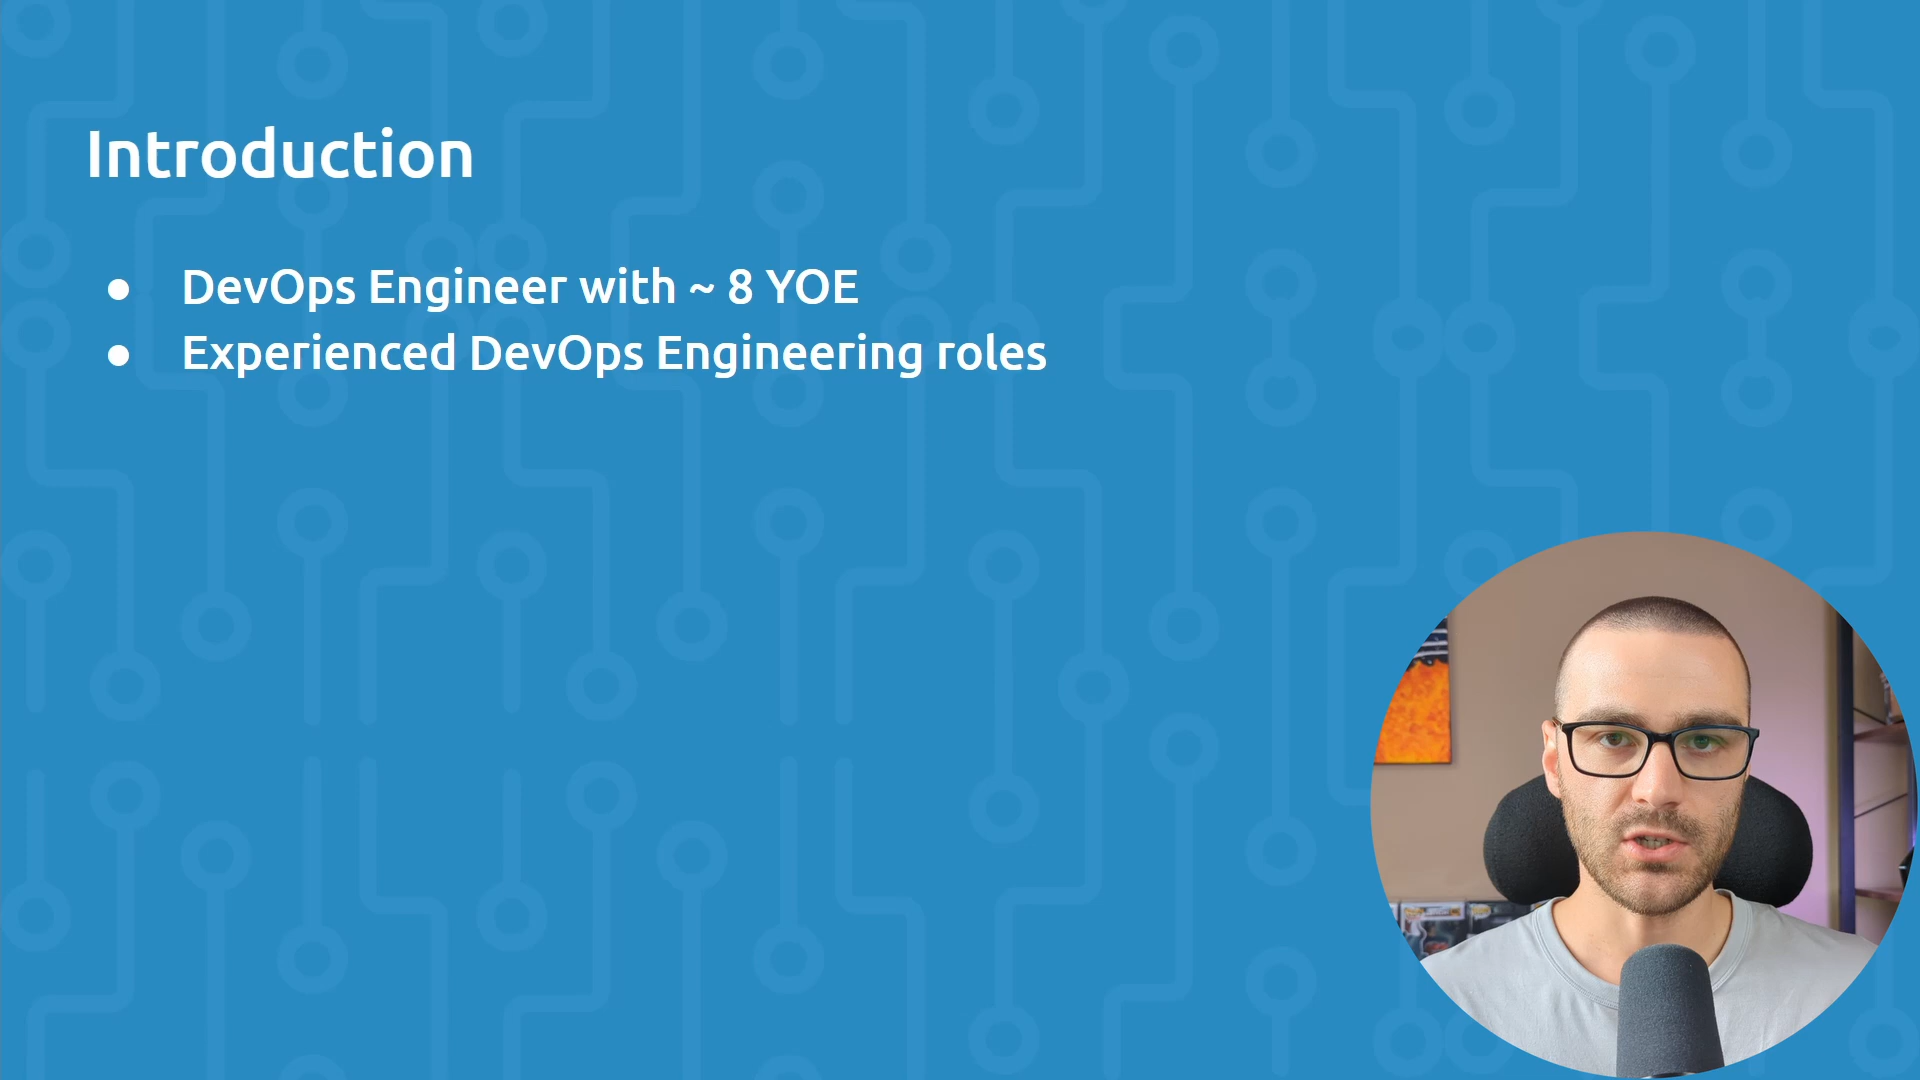 Introduction
● DevOps Engineer with ~ 8 YOE
● Experienced DevOps Engineering roles